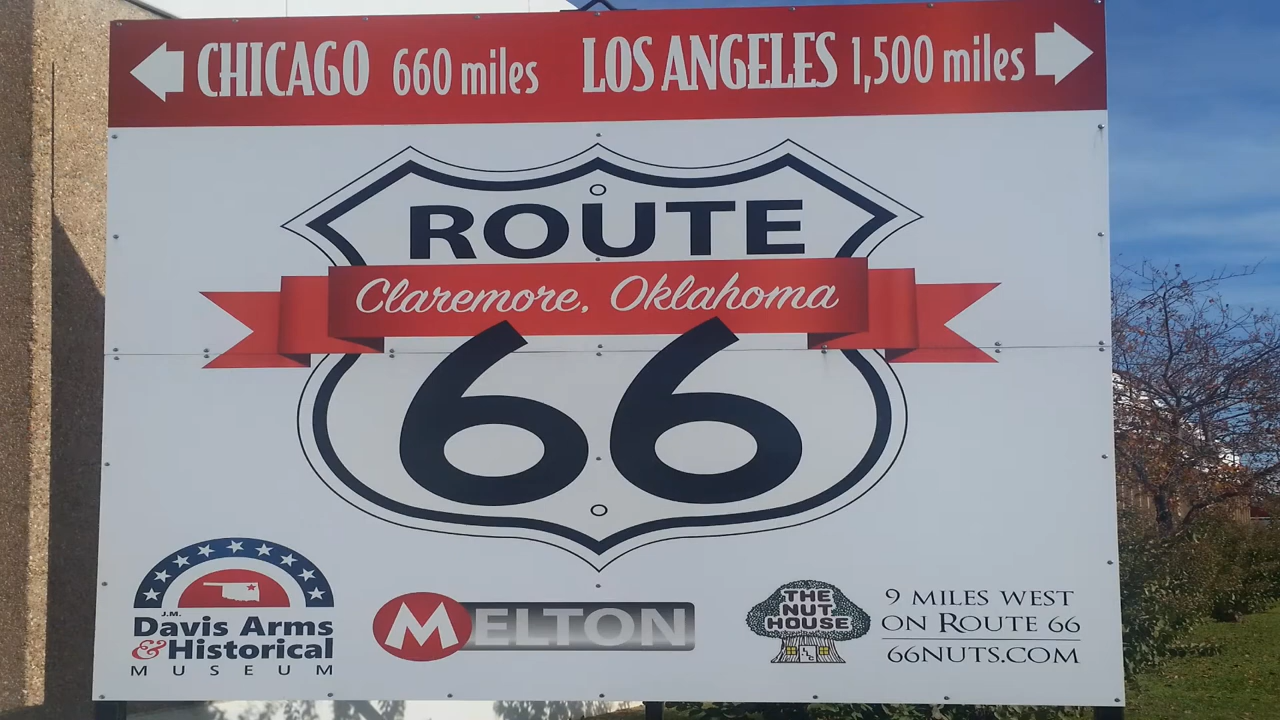 CHICAGO 660 miles LOS ANGELES 1,500 miles
ROUTE
Claremore, Oklahoma
66
J.M.
Davis Arms
& Historical
MUSEUM
MELTON
THE
NUT
HOUSE
9 MILES WEST
ON ROUTE 66
66NUTS.COM